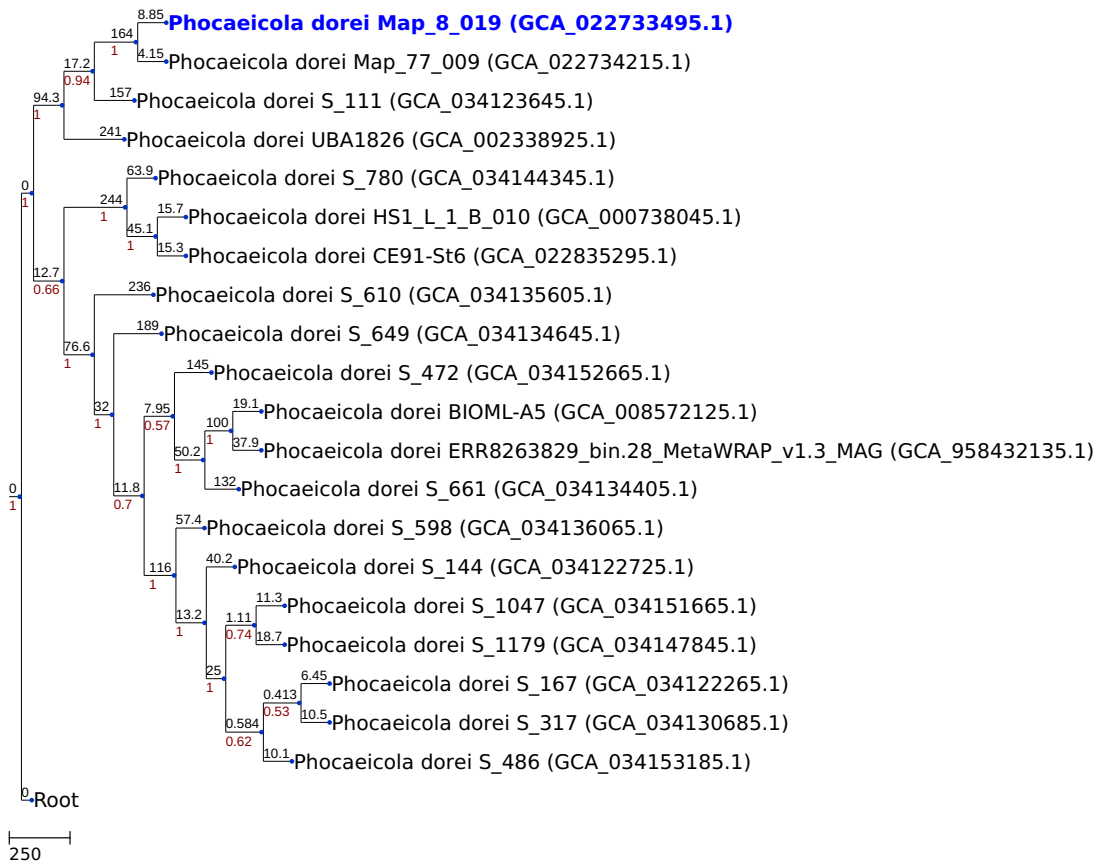 8.85
Phocaeicola dorei Map_8_019 (GCA_022733495.1)
164
1
4.15
Phocaeicola dorei Map_77_009 (GCA_022734215.1)
17.2
0.94
157
Phocaeicola dorei S_111 (GCA_034123645.1)
94.3
1
241
Phocaeicola dorei UBA1826 (GCA_002338925.1)
63.9
Phocaeicola dorei S_780 (GCA_034144345.1)
0
1
244
1
15.7
Phocaeicola dorei HS1_L_1_B_010 (GCA_000738045.1)
45.1
1
15.3
Phocaeicola dorei CE91-St6 (GCA_022835295.1)
12.7
0.66
236
Phocaeicola dorei S_610 (GCA_034135605.1)
189
Phocaeicola dorei S_649 (GCA_034134645.1)
76.6
1
145
Phocaeicola dorei S_472 (GCA_034152665.1)
32
1
7.95
0.57
19.1
Phocaeicola dorei BIOML-A5 (GCA_008572125.1)
100
1
37.9
Phocaeicola dorei ERR8263829_bin.28_MetaWRAP_v1.3_MAG (GCA_958432135.1)
50.2
1
132
Phocaeicola dorei S_661 (GCA_034134405.1)
0
1
11.8
0.7
57.4
Phocaeicola dorei S_598 (GCA_034136065.1)
116
1
40.2
Phocaeicola dorei S_144 (GCA_034122725.1)
13.2
1
11.3
Phocaeicola dorei S_1047 (GCA_034151665.1)
1.11
0.74
18.7
Phocaeicola dorei S_1179 (GCA_034147845.1)
25
1
6.45
Phocaeicola dorei S_167 (GCA_034122265.1)
0.413
0.53
10.5
Phocaeicola dorei S_317 (GCA_034130685.1)
0.584
0.62
10.1
Phocaeicola dorei S_486 (GCA_034153185.1)
0
Root
250